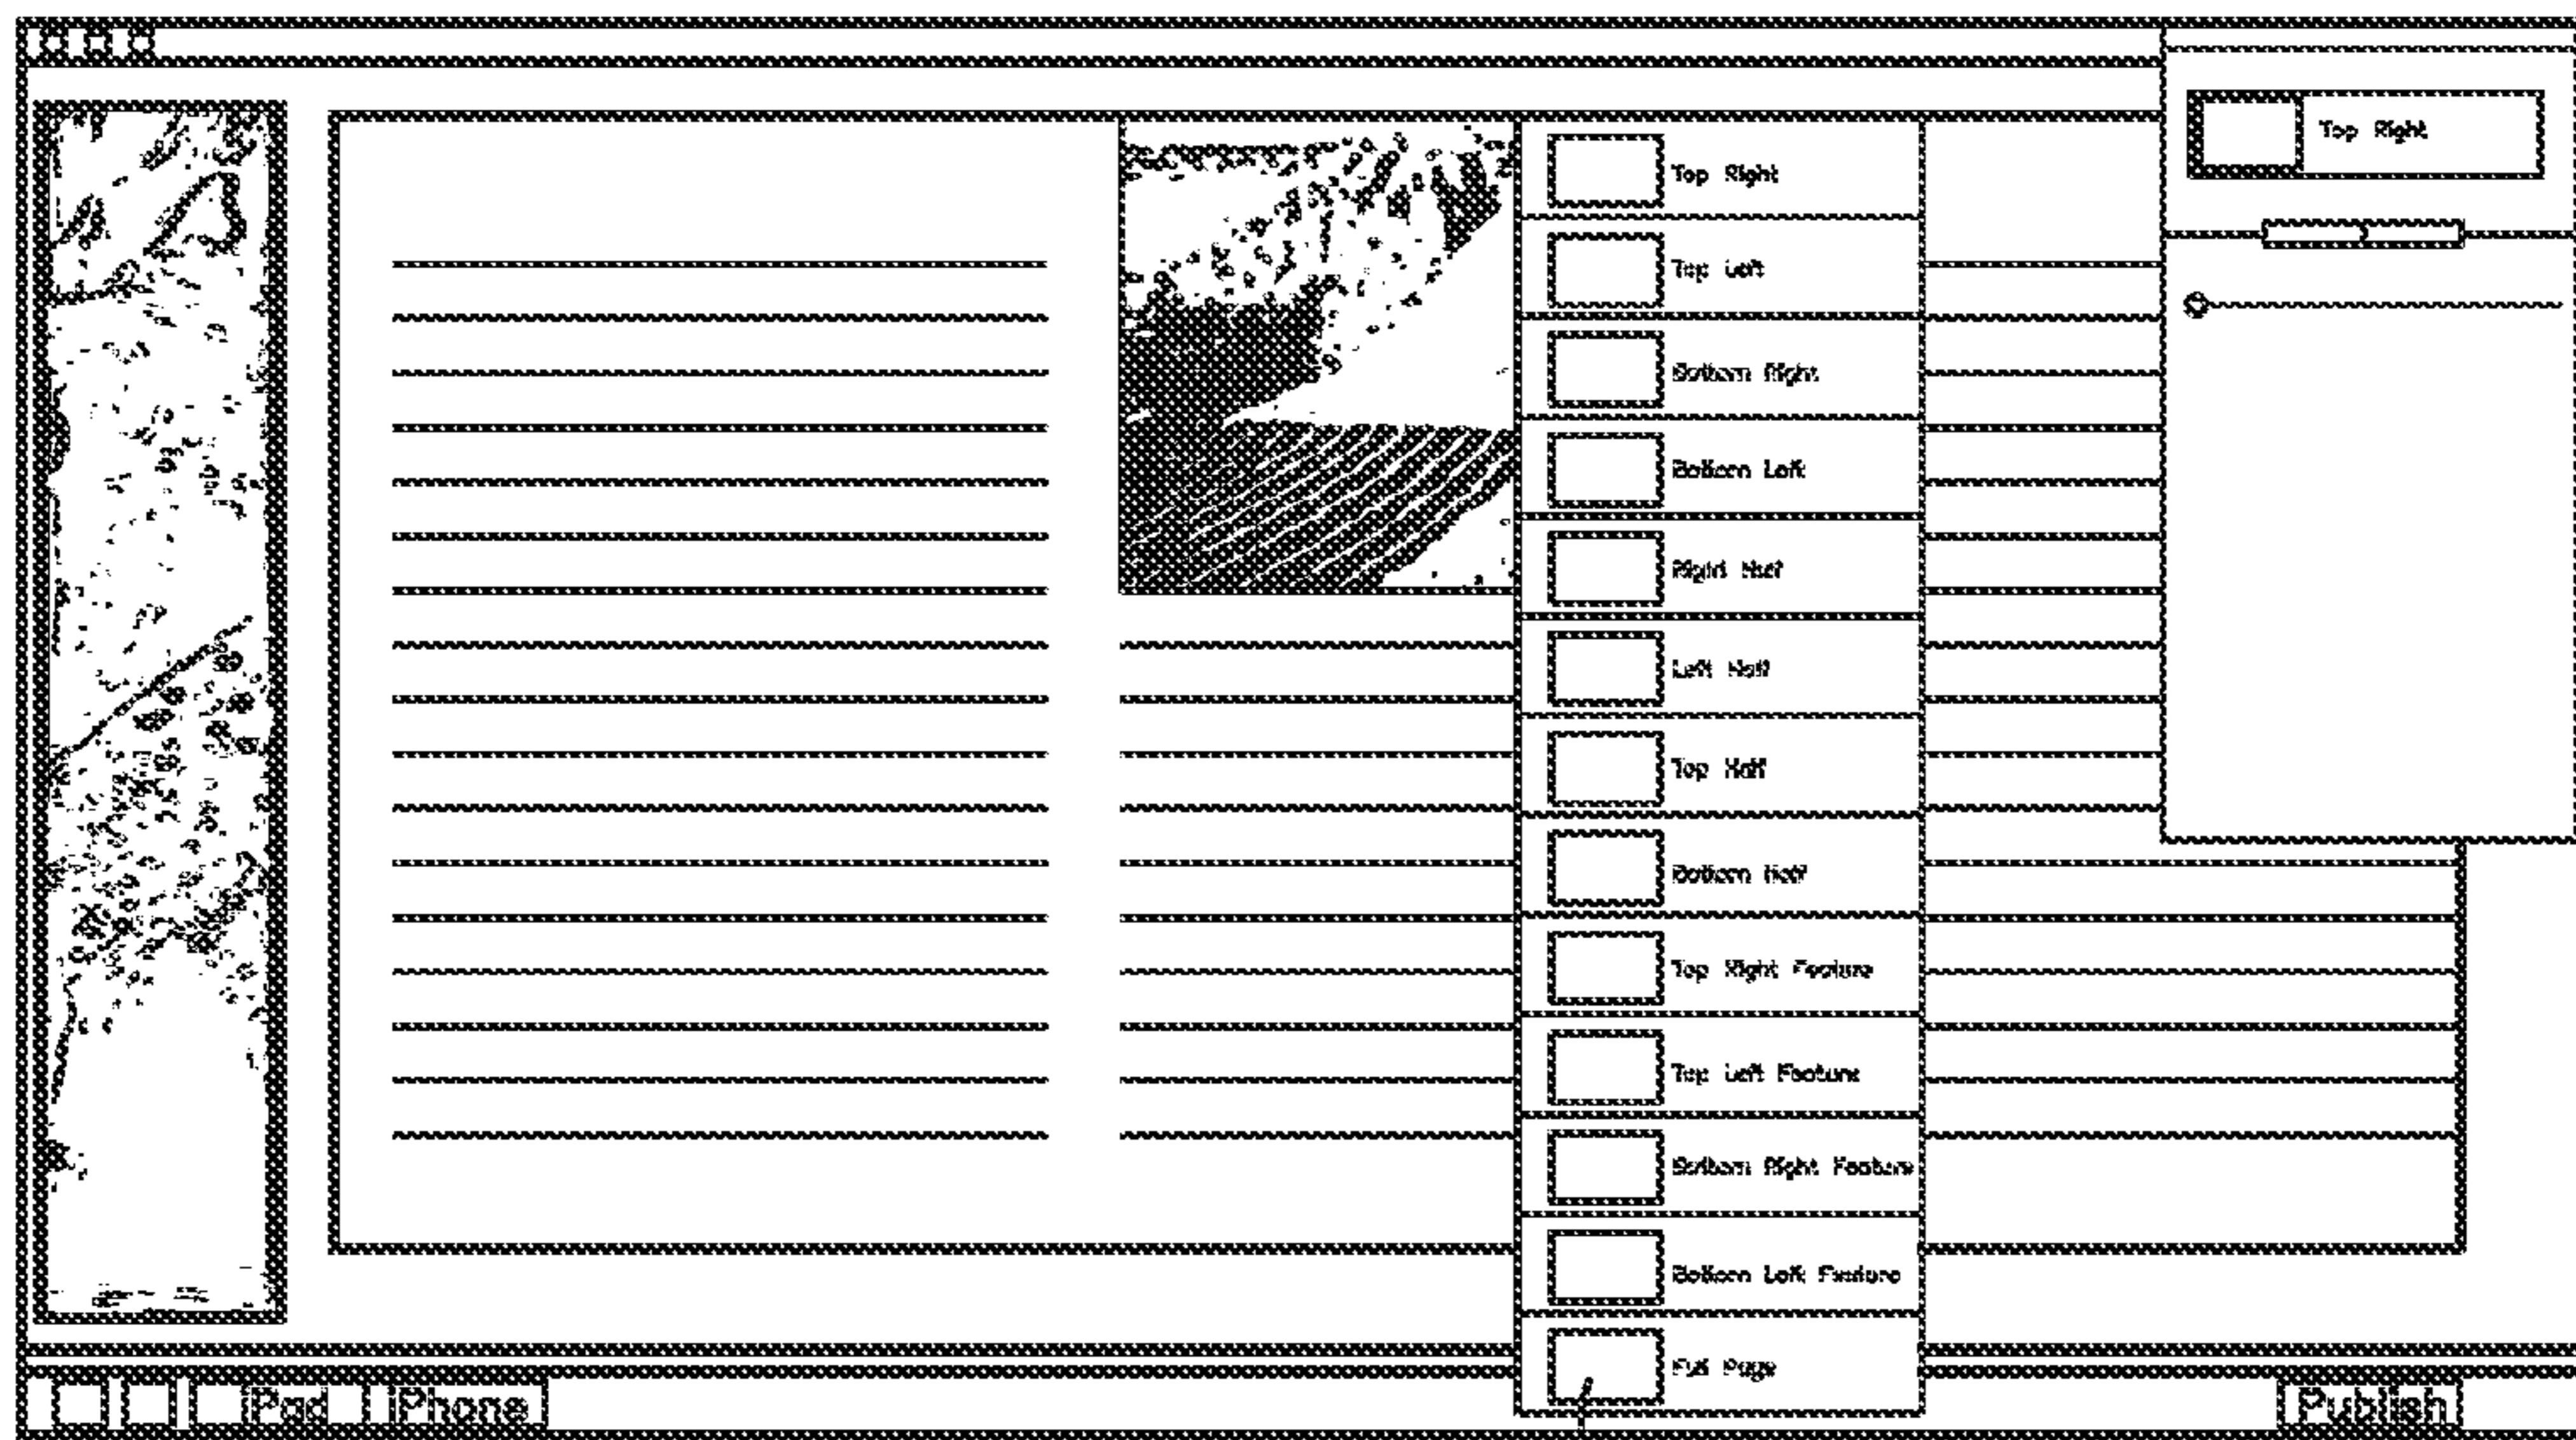 Top Right
Top Right
Top Left
Bottom Right
Bottom Left
Right Half
Left Half
Top Half
Bottom Half
Top Right Feature
Top Left Feature
Bottom Right Feature
Bottom Left Feature
Full Page
iPad iPhone
Publish